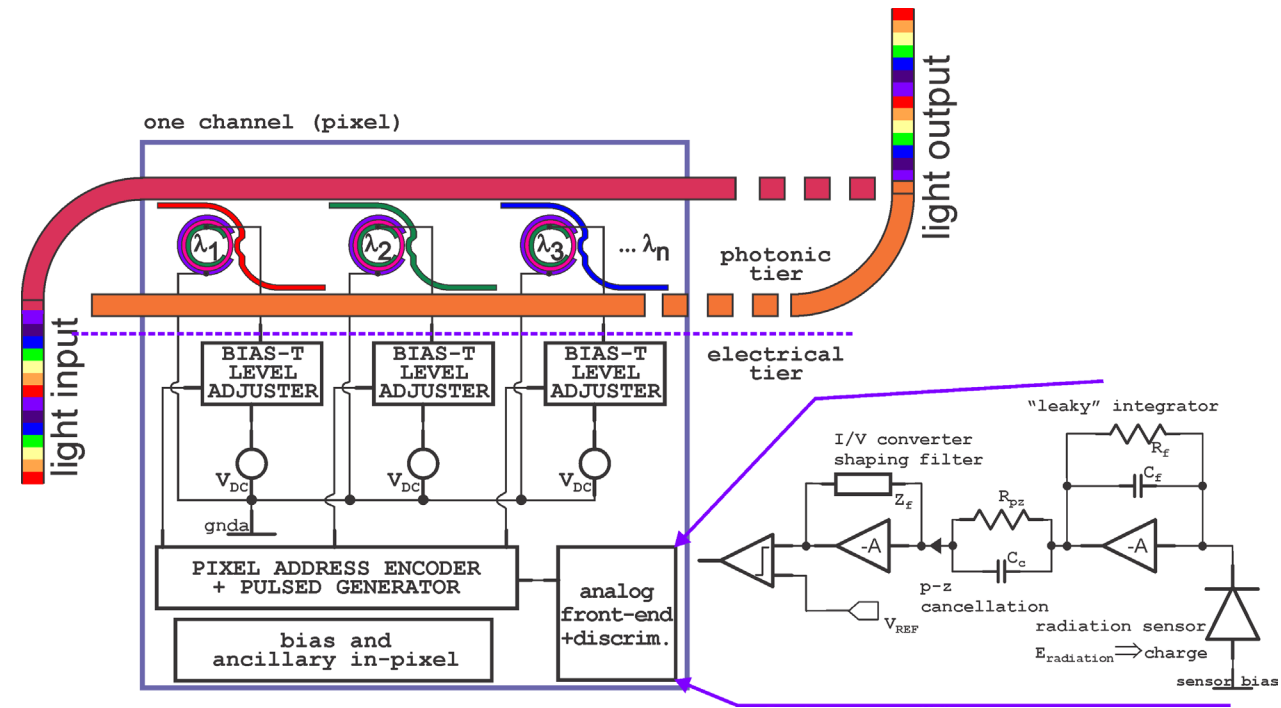 one channel (pixel)
light output
light input
λ1
λ2
λ3
... λn
photonic
tier
electrical
tier
BIAS-T
LEVEL
ADJUSTER
BIAS-T
LEVEL
ADJUSTER
BIAS-T
LEVEL
ADJUSTER
VDC
VDC
VDC
gnda
PIXEL ADDRESS ENCODER
+ PULSED GENERATOR
bias and
ancillary in-pixel
analog
front-end
+discrim.
"leaky" integrator
Rf
Cf
I/V converter
shaping filter
Zf
Rpz
-A
-A
Cc
p-z
cancellation
VREF
radiation sensor
Eradiation⇒charge
sensor bias